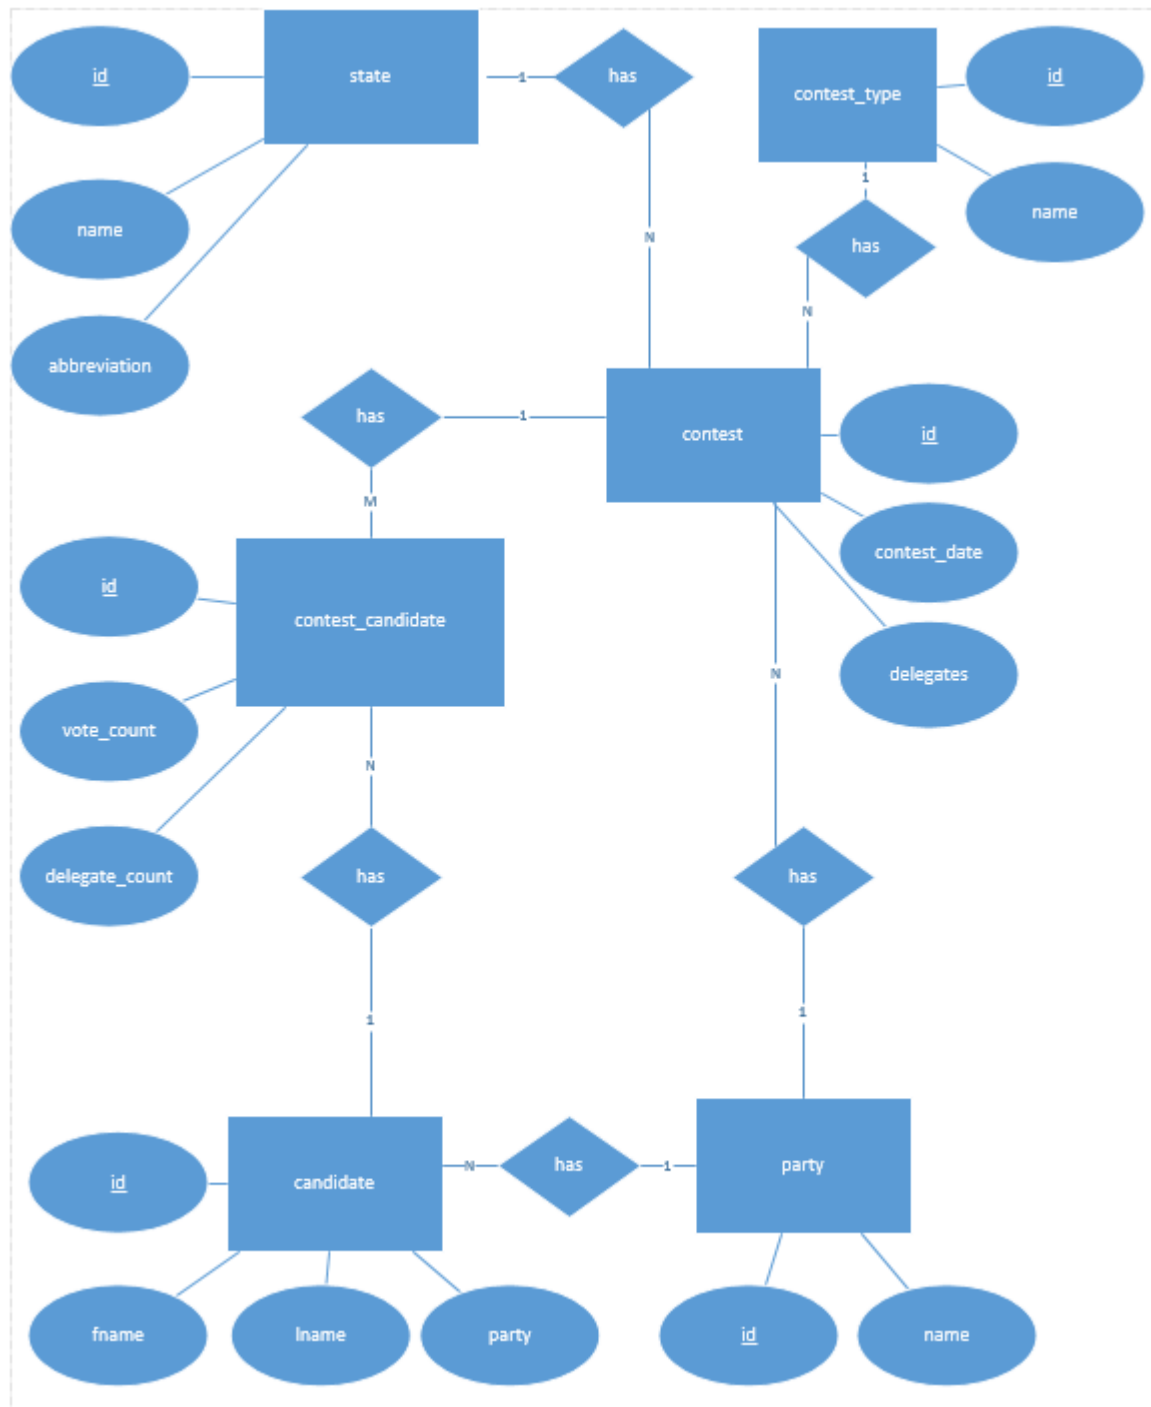 id
state
1
has
contest_type
id
name
1
name
has
N
N
abbreviation
has
1
contest
id
M
contest_date
id
contest_candidate
delegates
N
vote_count
N
delegate_count
has
has
1
1
id
candidate
N
has
1
party
fname
lname
party
id
name